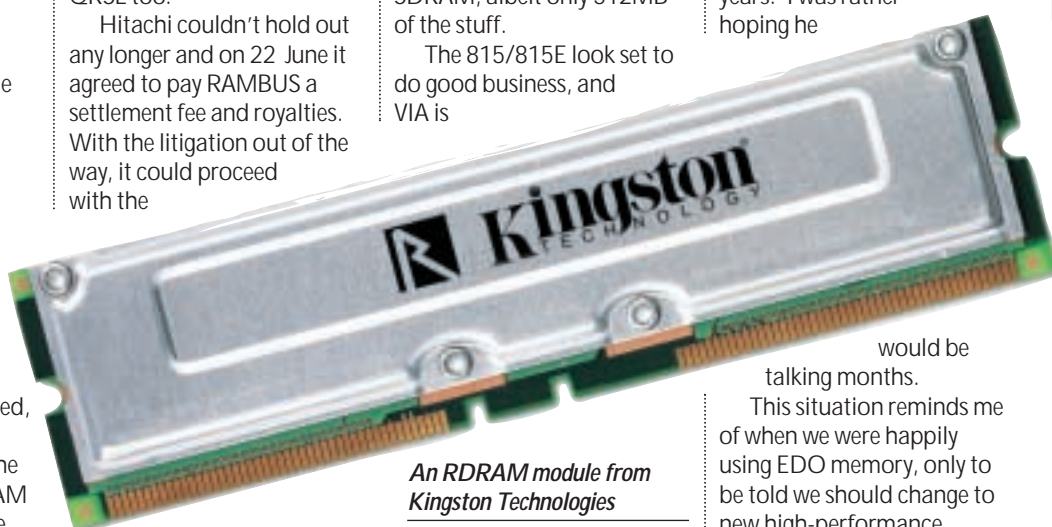 QRSL too.
Hitachi couldn't hold out
any longer and on 22 June it
agreed to pay RAMBUS a
settlement fee and royalties.
With the litigation out of the
way, it could proceed
with the
SDRAM, albeit only 512MB
of the stuff.
The 815/815E look set to
do good business, and
VIA is
years. "I was rather
hoping he
would be
talking months.
This situation reminds me
of when we were happily
using EDO memory, only to
be told we should change to
new high-performance
Kingston
TECHNOLOGY
An RDRAM module from
Kingston Technologies